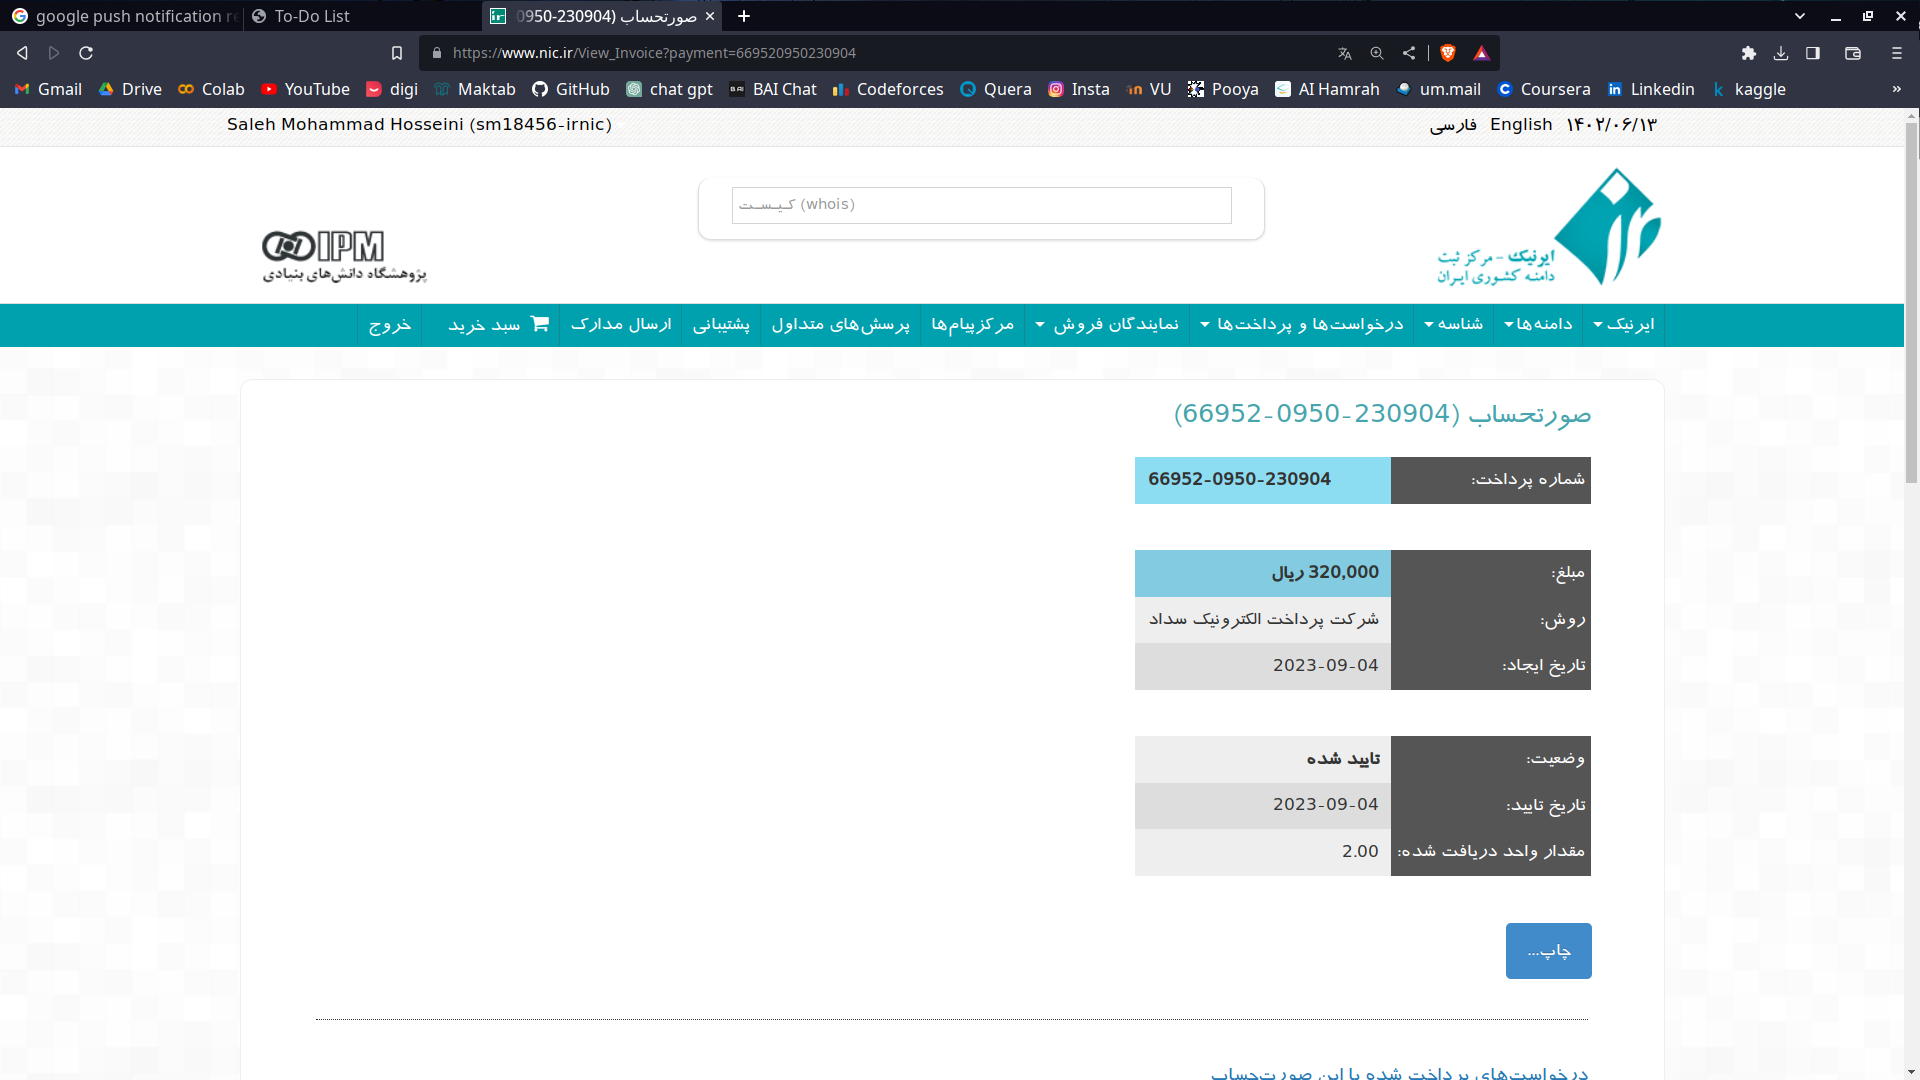 google push notification re
To-Do List
صورتحساب (230904-0950
https://www.nic.ir/View_Invoice?payment=669520950230904
Gmail Drive Colab YouTube digi Maktab GitHub chat gpt BAI Chat Codeforces Quera Insta VU Pooya AI Hamrah um.mail Coursera Linkedin kaggle »
Saleh Mohammad Hosseini (sm18456-irnic)
۱۴۰۲/۰۶/۱۳ English فارسی
کـیـسـت (whois)
IPM
پژوهشگاه دانش‌های بنیادی
ایرنیک - مرکز ثبت
دامنه کشوری ایران
ایرنیک دامنه‌ها شناسه درخواست‌ها و پرداخت‌ها نمایندگان فروش مرکزپیام‌ها پرسش‌های متداول پشتیبانی ارسال مدارک سبد خرید خروج
صورتحساب (66952-0950-230904)
شماره پرداخت: 66952-0950-230904
مبلغ: 320,000 ریال
روش: شرکت پرداخت الکترونیک سداد
تاریخ ایجاد: 2023-09-04
وضعیت: تایید شده
تاریخ تایید: 2023-09-04
مقدار واحد دریافت شده: 2.00
چاپ...
درخواست‌های پرداخت شده با این صورت‌حساب